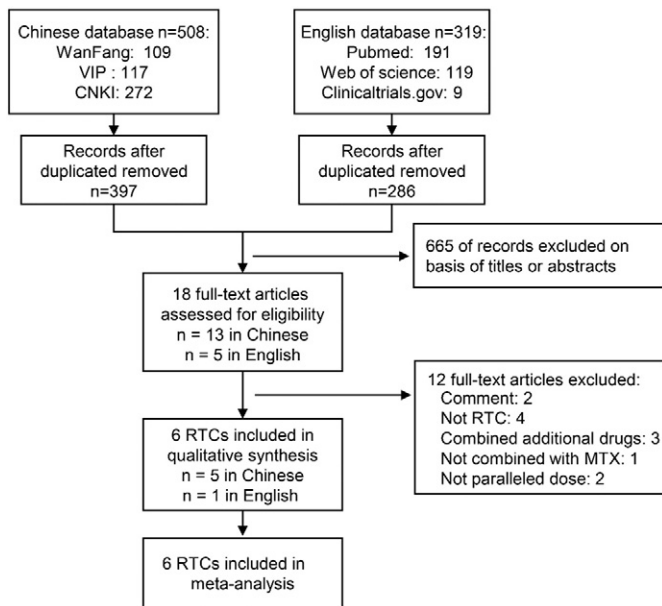 Chinese database n=508:
WanFang: 109
VIP : 117
CNKI: 272
English database n=319:
Pubmed: 191
Web of science: 119
Clinicaltrials.gov: 9
Records after
duplicated removed
n=397
Records after
duplicated removed
n=286
665 of records excluded on
basis of titles or abstracts
18 full-text articles
assessed for eligibility
n = 13 in Chinese
n = 5 in English
12 full-text articles excluded:
Comment: 2
Not RTC: 4
Combined additional drugs: 3
Not combined with MTX: 1
Not paralleled dose: 2
6 RTCs included in
qualitative synthesis
n = 5 in Chinese
n = 1 in English
6 RTCs included in
meta-analysis